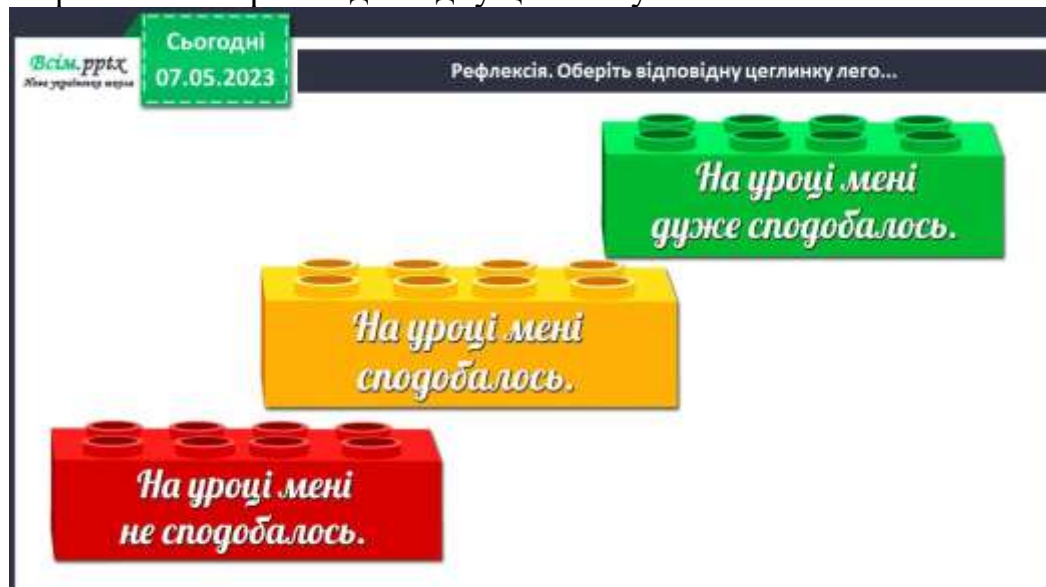 Сьогодні
07.05.2023
Всім.pptx
Нова українська школа
Рефлексія. Оберіть відповідну цеглинку лего...
На уроці мені
дуже сподобалось.
На уроці мені
сподобалось.
На уроці мені
не сподобалось.